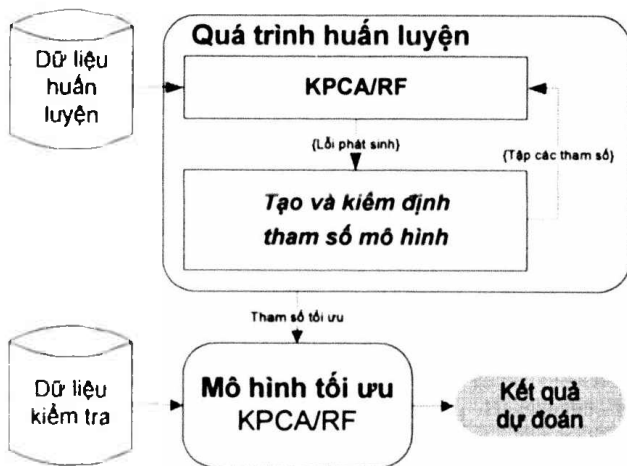 Quá trình huấn luyện
Dữ liệu
huấn
luyện
KPCA/RF
{Lỗi phát sinh}
{Tập các tham số}
Tạo và kiểm định
tham số mô hình
Tham số tối ưu
Dữ liệu
kiểm tra
Mô hình tối ưu
KPCA/RF
Kết quả
dự đoán